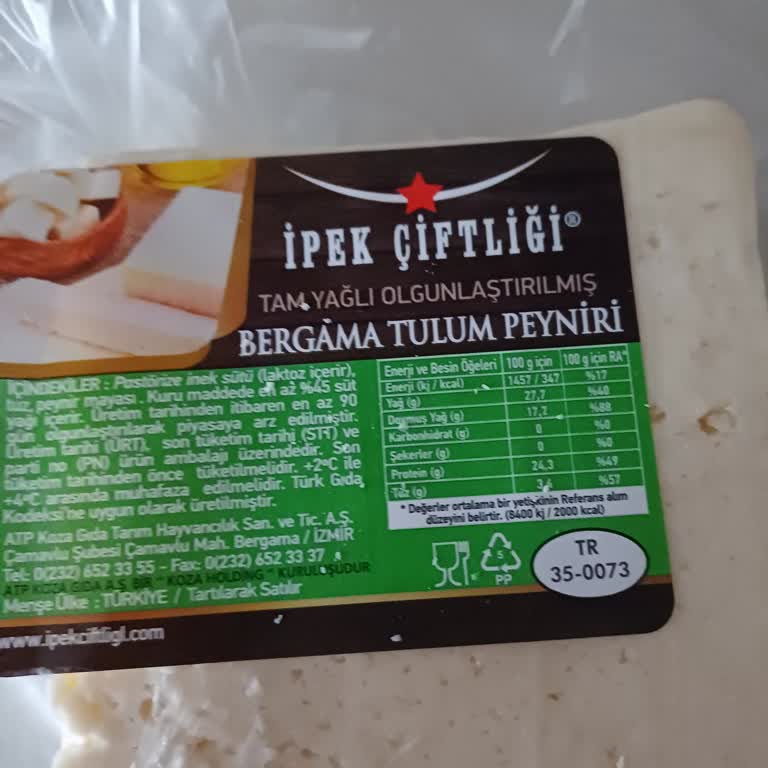 İPEK ÇİFTLİĞİ®
TAM YAĞLI OLGUNLAŞTIRILMIŞ
BERGAMA TULUM PEYNİRİ
İÇİNDEKİLER : Pastörize inek sütü (laktoz içerir),
tuz, peynir mayası. Kuru maddede en az %45 süt
yağı içerir. Üretim tarihinden itibaren en az 90
gün olgunlaştırılarak piyasaya arz edilmiştir.
Üretim tarihi (ÜRT), son tüketim tarihi (STT) ve
parti no (PN) ürün ambalajı üzerindedir. Son
tüketim tarihinden önce tüketilmelidir. +2°C ile
+4°C arasında muhafaza edilmelidir. Türk Gıda
Kodeksi'ne uygun olarak üretilmiştir.
ATP Koza Gıda Tarım Hayvancılık San. ve Tic. A.Ş.
Çamavlu Şubesi Çamavlu Mah. Bergama / İZMİR
Tel: 0(232) 652 33 55 - Fax: 0(232) 652 33 37
ATP KOZA GIDA A.Ş. BİR " KOZA HOLDİNG " KURULUŞUDUR
Menşe Ülke : TÜRKİYE / Tartılarak Satılır
www.ipekciftligi.com
Enerji ve Besin Öğeleri 100 g için 100 g için RA*
Enerji (kj / kcal) 1457 / 347 %17
Yağ (g) 27,7 %40
Doymuş Yağ (g) 17,2 %88
Karbonhidrat (g) 0 %0
Şekerler (g) 0 %0
Protein (g) 24,3 %49
Tuz (g) 3,4 %57
* Değerler ortalama bir yetişkinin Referans alım
düzeyini belirtir. (8400 kj / 2000 kcal)
5
PP
TR
35-0073